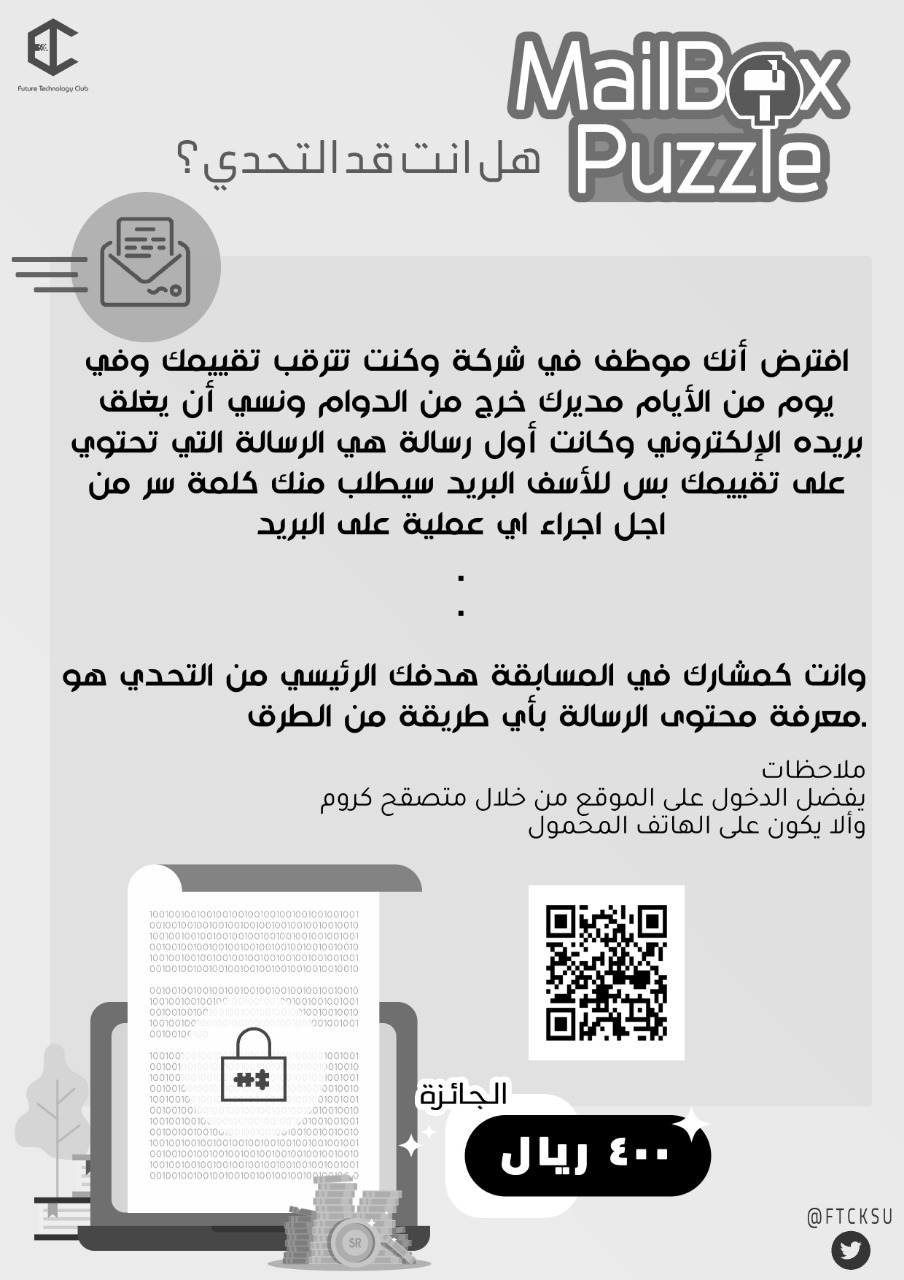 Future Technology Club
MailBox
Puzzle
هل انت قد التحدي ؟
افترض أنك موظف في شركة وكنت تترقب تقييمك وفي
يوم من الأيام مديرك خرج من الدوام ونسي أن يغلق
بريده الإلكتروني وكانت أول رسالة هي الرسالة التي تحتوي
على تقييمك بس للأسف البريد سيطلب منك كلمة سر من
اجل اجراء اي عملية على البريد
.
.
وانت كمشارك في المسابقة هدفك الرئيسي من التحدي هو
.معرفة محتوى الرسالة بأي طريقة من الطرق
ملاحظات
يفضل الدخول على الموقع من خلال متصفح كروم
وألا يكون على الهاتف المحمول
الجائزة
٤٠٠ ريال
SR
@FTCKSU